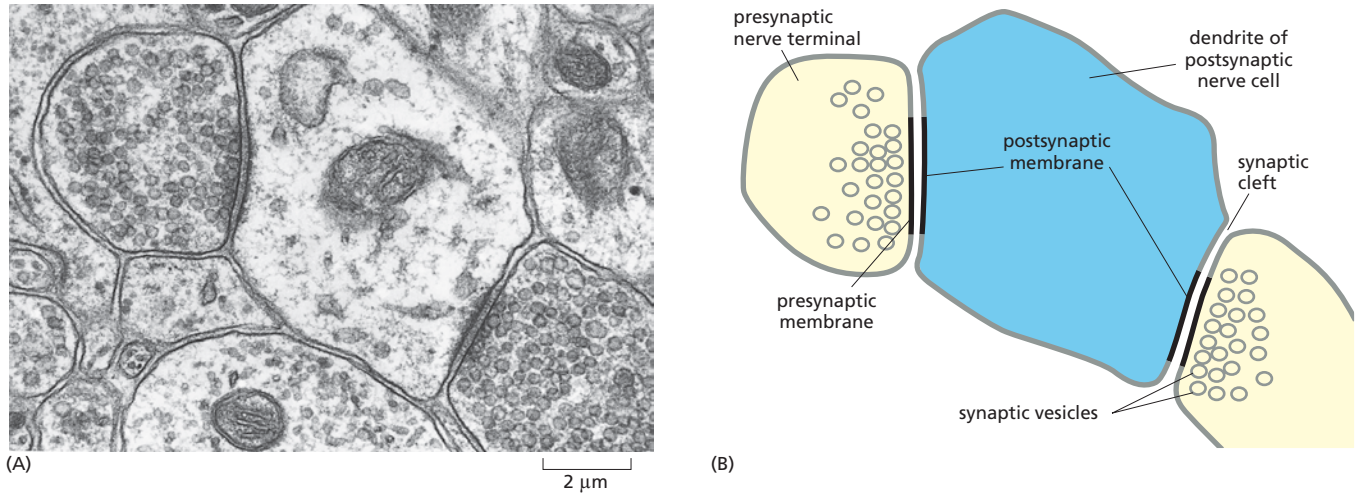 presynaptic
nerve terminal
dendrite of
postsynaptic
nerve cell
postsynaptic
membrane
synaptic
cleft
presynaptic
membrane
synaptic vesicles
(A)
2 μm
(B)